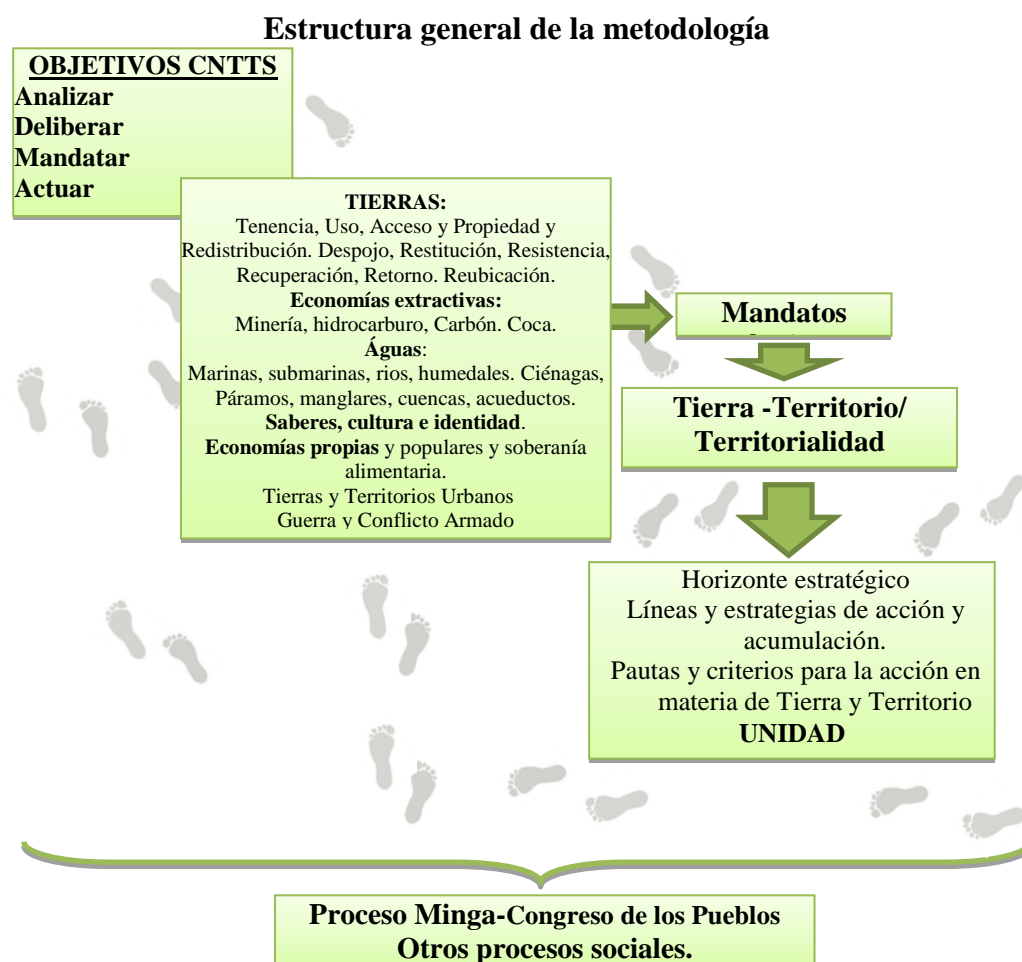 Estructura general de la metodología
OBJETIVOS CNTTS
Analizar
Deliberar
Mandatar
Actuar
TIERRAS:
Tenencia, Uso, Acceso y Propiedad y
Redistribución. Despojo, Restitución, Resistencia,
Recuperación, Retorno. Reubicación.
Economías extractivas:
Minería, hidrocarburo, Carbón. Coca.
Águas:
Marinas, submarinas, rios, humedales. Ciénagas,
Páramos, manglares, cuencas, acueductos.
Saberes, cultura e identidad.
Economías propias y populares y soberanía
alimentaria.
Tierras y Territorios Urbanos
Guerra y Conflicto Armado
Mandatos
Tierra -Territorio/
Territorialidad
Horizonte estratégico
Líneas y estrategias de acción y
acumulación.
Pautas y criterios para la acción en
materia de Tierra y Territorio
UNIDAD
Proceso Minga-Congreso de los Pueblos
Otros procesos sociales.